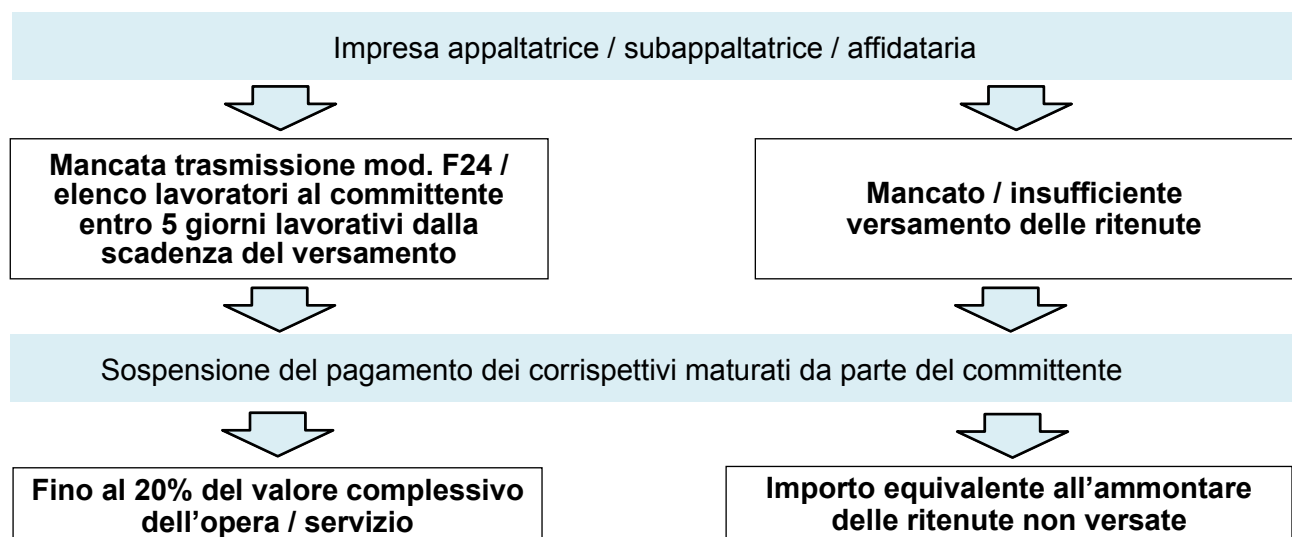 Impresa appaltatrice / subappaltatrice / affidataria
Mancata trasmissione mod. F24 /
elenco lavoratori al committente
entro 5 giorni lavorativi dalla
scadenza del versamento
Mancato / insufficiente
versamento delle ritenute
Sospensione del pagamento dei corrispettivi maturati da parte del committente
Fino al 20% del valore complessivo
dell’opera / servizio
Importo equivalente all’ammontare
delle ritenute non versate